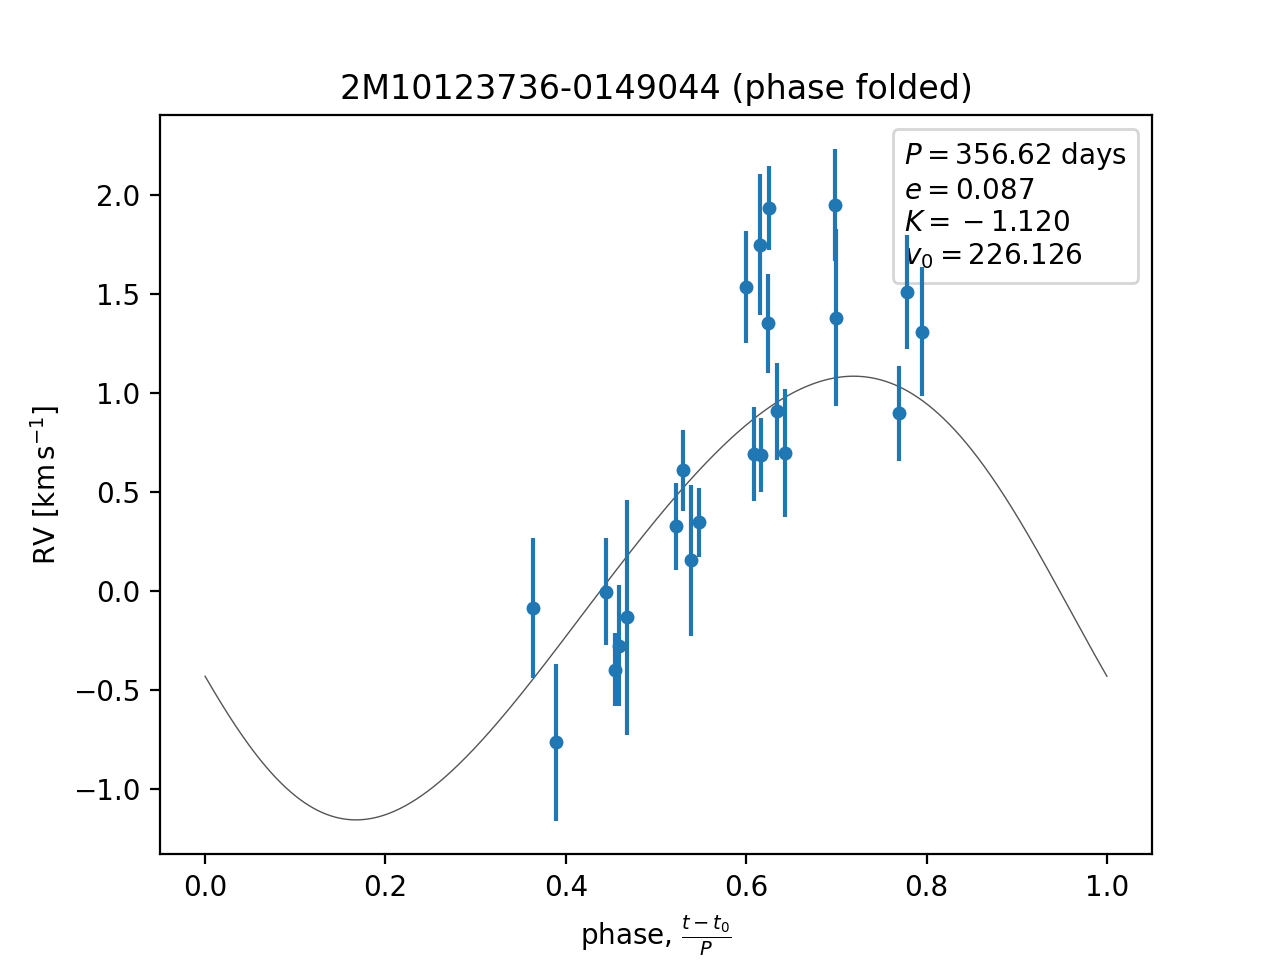 2M10123736-0149044 (phase folded)
P = 356.62 days
e = 0.087
K = −1.120
v₀ = 226.126
2.0
1.5
1.0
0.5
0.0
−0.5
−1.0
RV [km s⁻¹]
0.0 0.2 0.4 0.6 0.8 1.0
phase, (t − t₀)/P